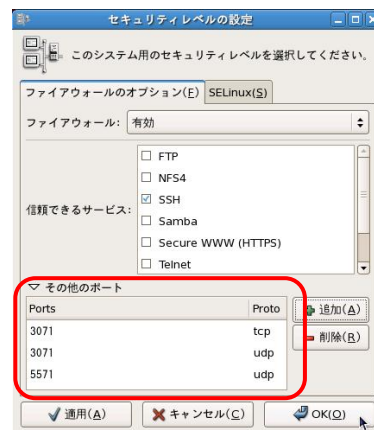 セキュリティレベルの設定
このシステム用のセキュリティレベルを選択してください。
ファイアウォールのオプション(F) SELinux(S)
ファイアウォール: 有効
信頼できるサービス:
FTP
NFS4
SSH
Samba
Secure WWW (HTTPS)
Telnet
その他のポート
Ports Proto
3071 tcp
3071 udp
5571 udp
追加(A)
削除(R)
適用(A) キャンセル(C) OK(O)